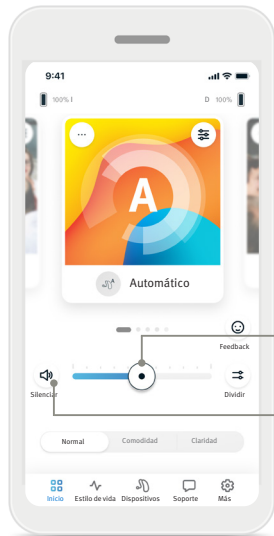 9:41
100% I
D 100%
A
Automático
Feedback
Silenciar
Dividir
Normal
Comodidad
Claridad
Inicio
Estilo de vida
Dispositivos
Soporte
Más